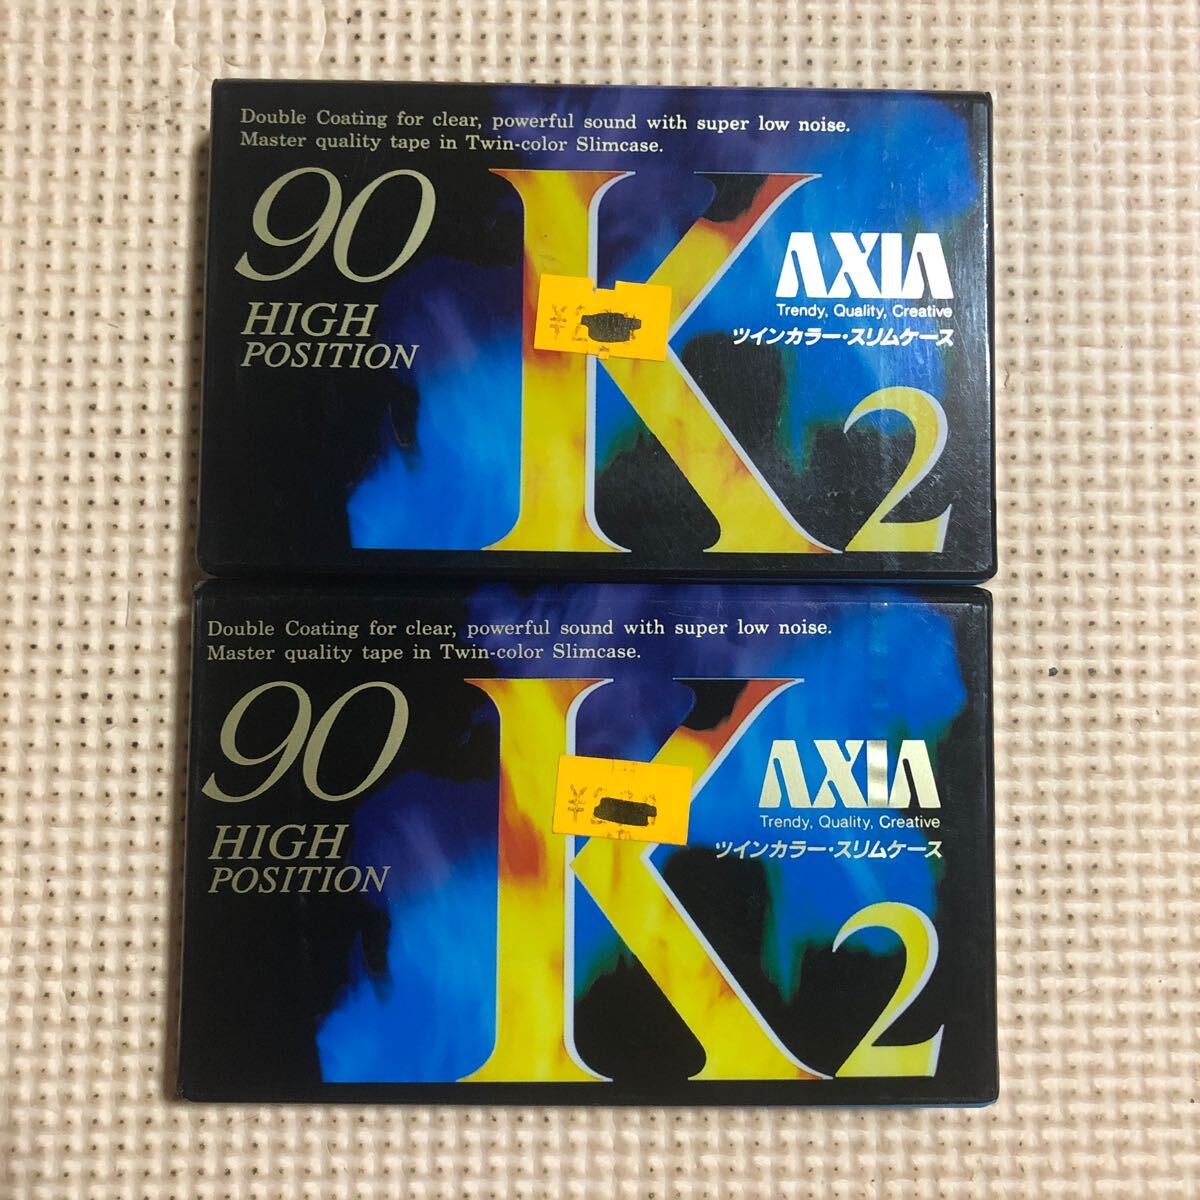 Double Coating for clear, powerful sound with super low noise.
Master quality tape in Twin-color Slimcase.
90
HIGH
POSITION
K2
AXIA
Trendy, Quality, Creative
ツインカラー・スリムケース
¥
Double Coating for clear, powerful sound with super low noise.
Master quality tape in Twin-color Slimcase.
90
HIGH
POSITION
K2
AXIA
Trendy, Quality, Creative
ツインカラー・スリムケース
¥